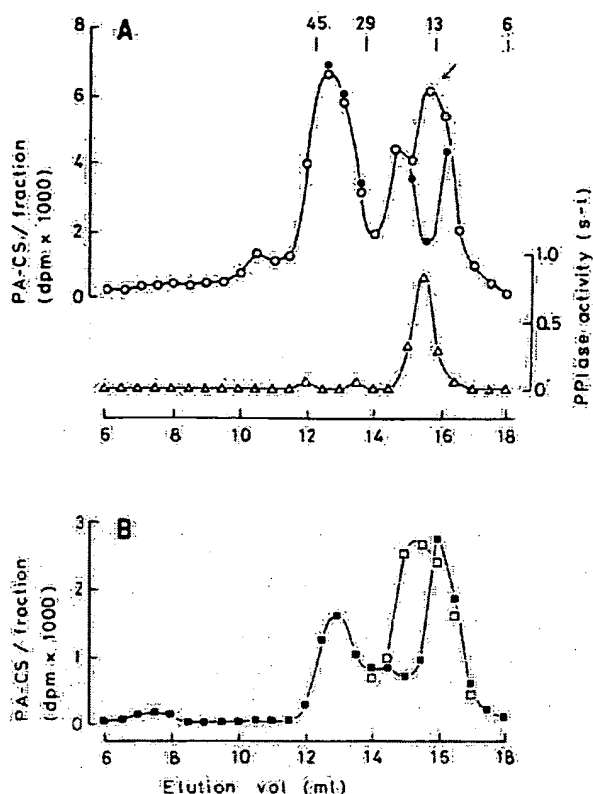 A
45. 29 13 6
8
6
4
2
0
PA-CS / fraction
(dpm x 1000)
1.0
0.5
0
PPIase activity (s-1)
6 8 10 12 14 16 18
B
3
2
1
0
PA-CS / fraction
(dpm x 1000)
6 8 10 12 14 16 18
Elution vol (ml)